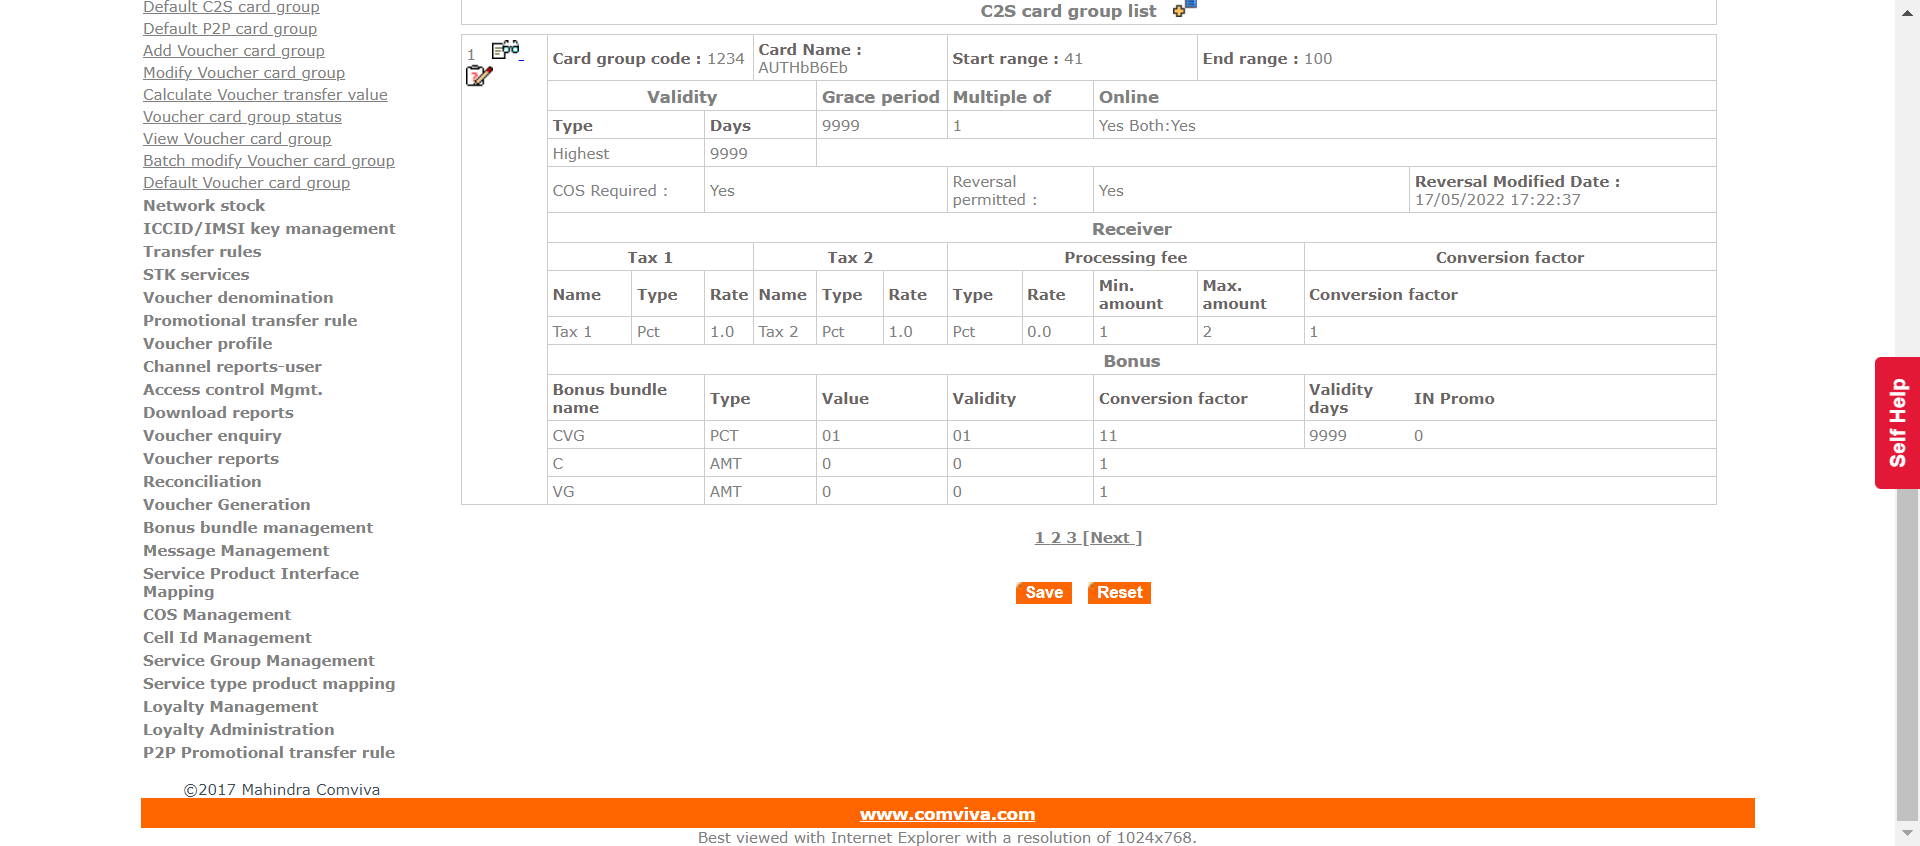 Default C2S card group
Default P2P card group
Add Voucher card group
Modify Voucher card group
Calculate Voucher transfer value
Voucher card group status
View Voucher card group
Batch modify Voucher card group
Default Voucher card group
Network stock
ICCID/IMSI key management
Transfer rules
STK services
Voucher denomination
Promotional transfer rule
Voucher profile
Channel reports-user
Access control Mgmt.
Download reports
Voucher enquiry
Voucher reports
Reconciliation
Voucher Generation
Bonus bundle management
Message Management
Service Product Interface
Mapping
COS Management
Cell Id Management
Service Group Management
Service type product mapping
Loyalty Management
Loyalty Administration
P2P Promotional transfer rule
©2017 Mahindra Comviva
C2S card group list
1
Card group code : 1234
Card Name :
AUTHbB6Eb
Start range : 41
End range : 100
Validity Grace period Multiple of Online
Type Days 9999 1 Yes Both:Yes
Highest 9999
COS Required : Yes
Reversal
permitted :
Yes
Reversal Modified Date :
17/05/2022 17:22:37
Receiver
Tax 1 Tax 2 Processing fee Conversion factor
Name Type Rate Name Type Rate Type Rate Min. amount Max. amount Conversion factor
Tax 1 Pct 1.0 Tax 2 Pct 1.0 Pct 0.0 1 2 1
Bonus
Bonus bundle name Type Value Validity Conversion factor Validity days IN Promo
CVG PCT 01 01 11 9999 0
C AMT 0 0 1
VG AMT 0 0 1
1 2 3 [Next ]
Save Reset
Self Help
www.comviva.com
Best viewed with Internet Explorer with a resolution of 1024x768.